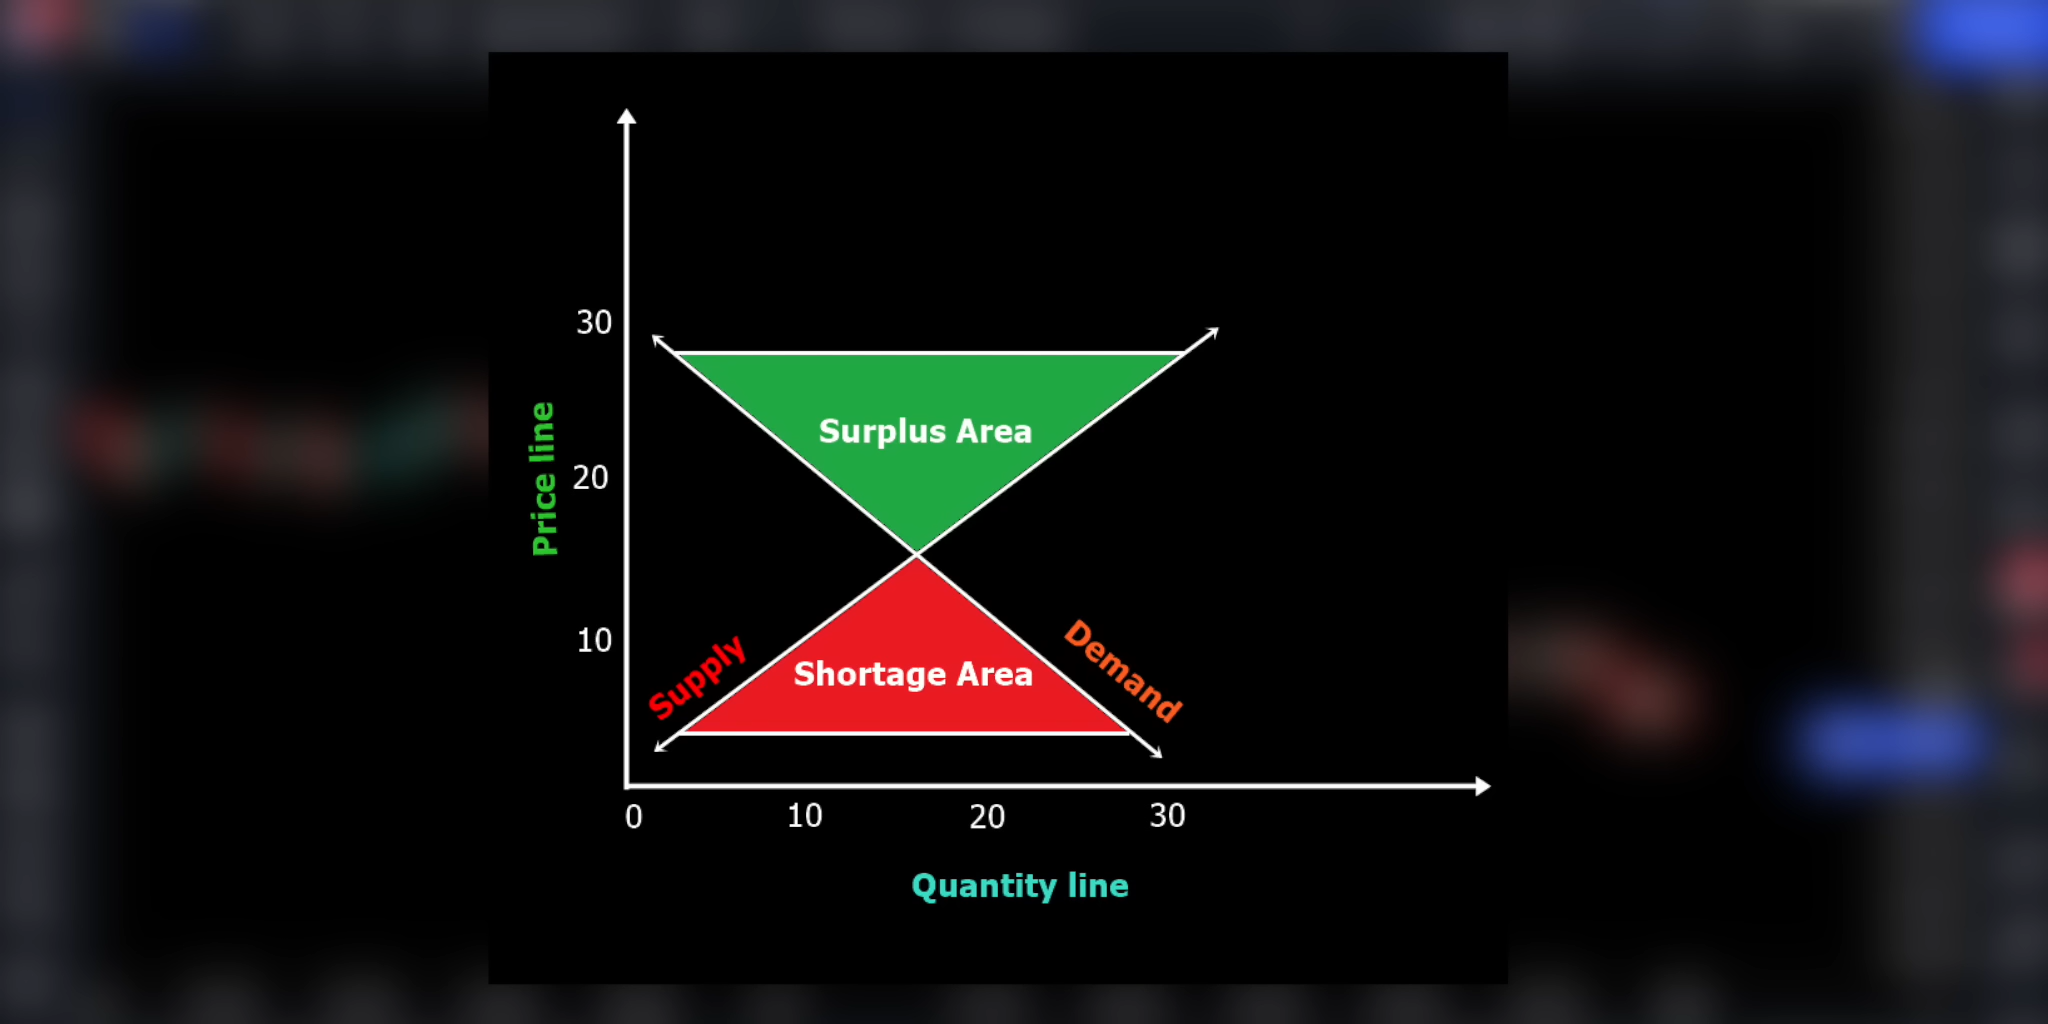 30
Surplus Area
Price line
20
10
Supply
Shortage Area
Demand
0
10
20
30
Quantity line